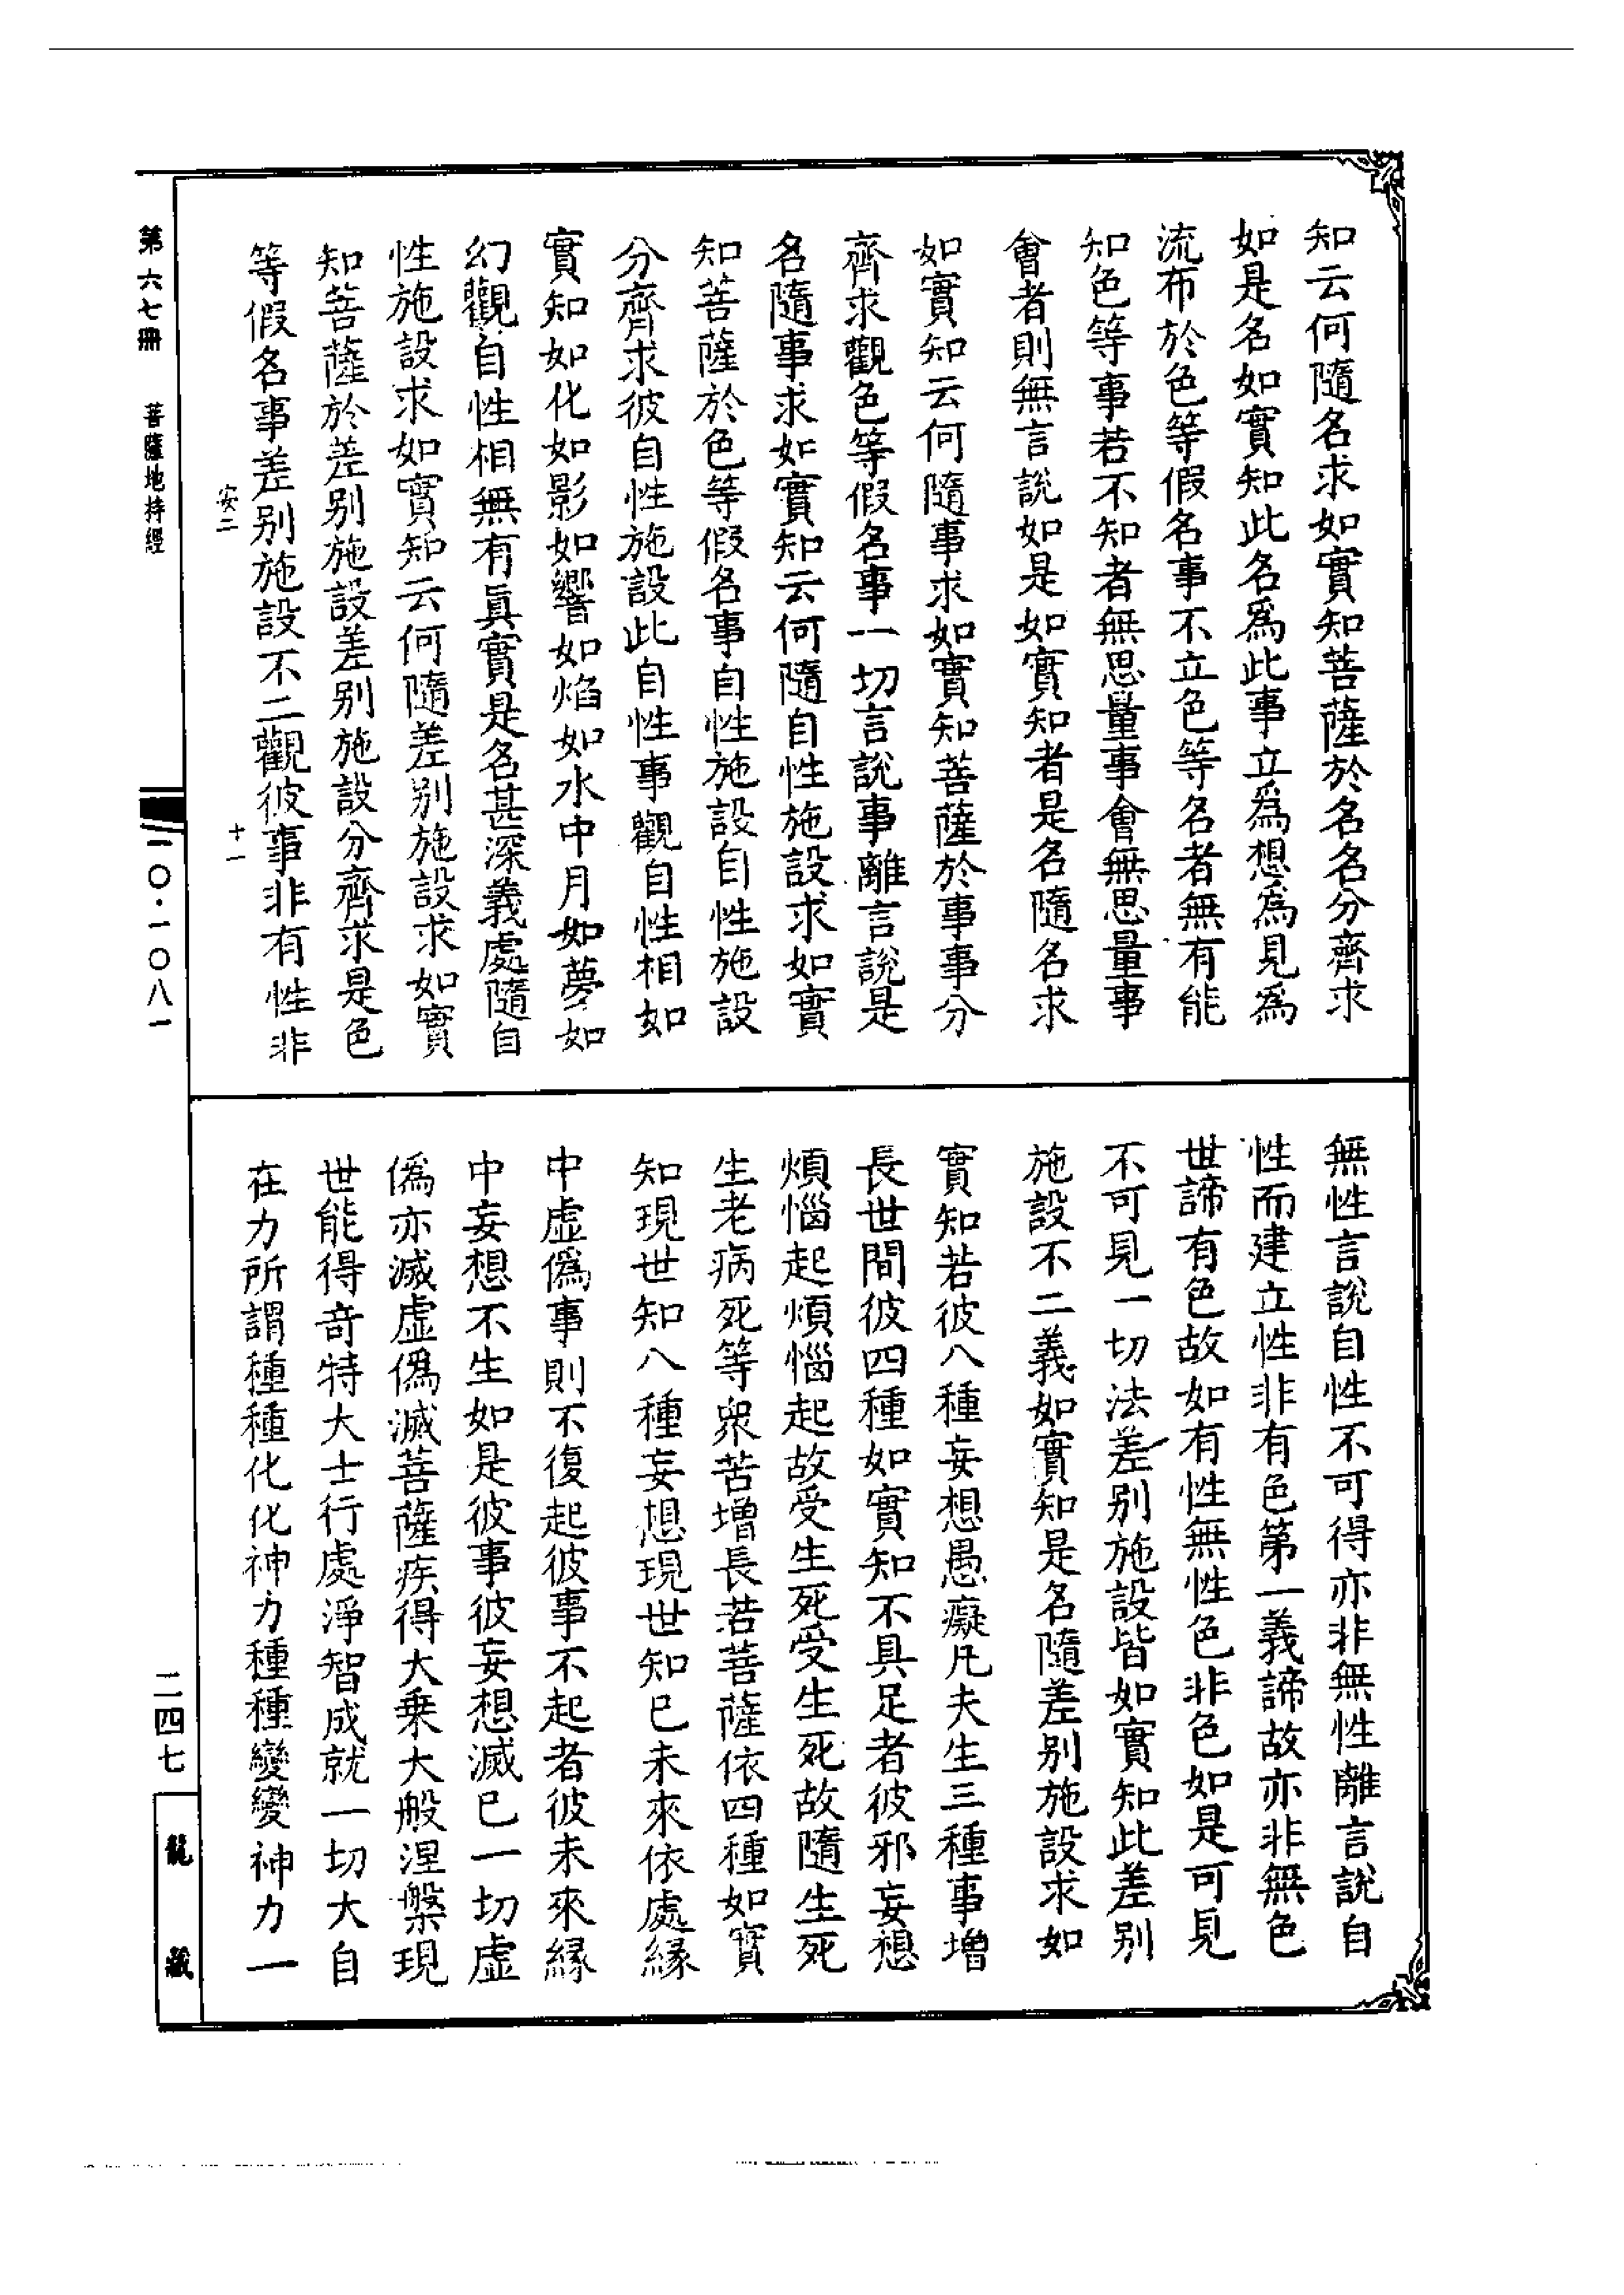 知云何隨名求如實知菩薩於名名分齊求
如是名如實知此名爲此事立爲想爲見爲
流布於色等假名事不立色等名者無有能
知色等事若不知者無思量事會無思量事
會者則無言說如是如實知者是名隨名求
如實知云何隨事求如實知菩薩於事事分
齊求觀色等假名事一切言說事離言說是
名隨事求如實知云何隨自性施設求如實
知菩薩於色等假名事自性施設自性施設
分齊求彼自性施設此自性事觀自性相如
實知如化如影如響如焰如水中月如夢如
幻觀自性相無有眞實是名甚深義處隨自
性施設求如實知云何隨差别施設求如實
知菩薩於差别施設差别施設分齊求是色
等假名事差别施設不二觀彼事非有性非
安二
十一
無性言說自性不可得亦非無性離言說自
性而建立性非有色第一義諦故亦非無色
世諦有色故如有性無性色非色如是可見
不可見一切法差别施設皆如實知此差别
施設不二義如實知是名隨差别施設求如
實知若彼八種妄想愚癡凡夫生三種事增
長世間彼四種如實知不具足者彼邪妄想
煩惱起煩惱起故受生死受生死故隨生死
生老病死等眾苦增長若菩薩依四種如實
知現世知八種妄想現世知已未來依處緣
中虛僞事則不復起彼事不起者彼未來緣
中妄想不生如是彼事彼妄想滅已一切虛
僞亦滅虛僞滅菩薩疾得大乘大般涅槃現
世能得奇特大士行處淨智成就一切大自
在力所謂種種化化神力種種變變神力一
第六七冊 菩薩地持經
一〇·一〇八一
二四七
龍藏